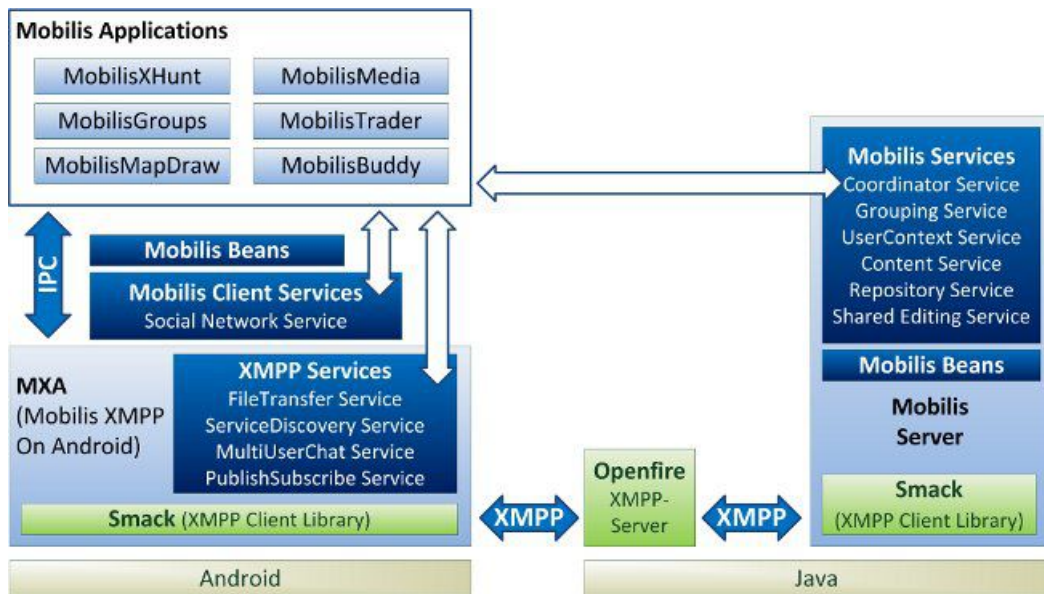 Mobilis Applications
MobilisXHunt
MobilisMedia
MobilisGroups
MobilisTrader
MobilisMapDraw
MobilisBuddy
IPC
Mobilis Beans
Mobilis Client Services
Social Network Service
MXA
(Mobilis XMPP
On Android)
XMPP Services
FileTransfer Service
ServiceDiscovery Service
MultiUserChat Service
PublishSubscribe Service
Smack (XMPP Client Library)
XMPP
Openfire
XMPP-
Server
XMPP
Mobilis Services
Coordinator Service
Grouping Service
UserContext Service
Content Service
Repository Service
Shared Editing Service
Mobilis Beans
Mobilis
Server
Smack
(XMPP Client Library)
Android
Java